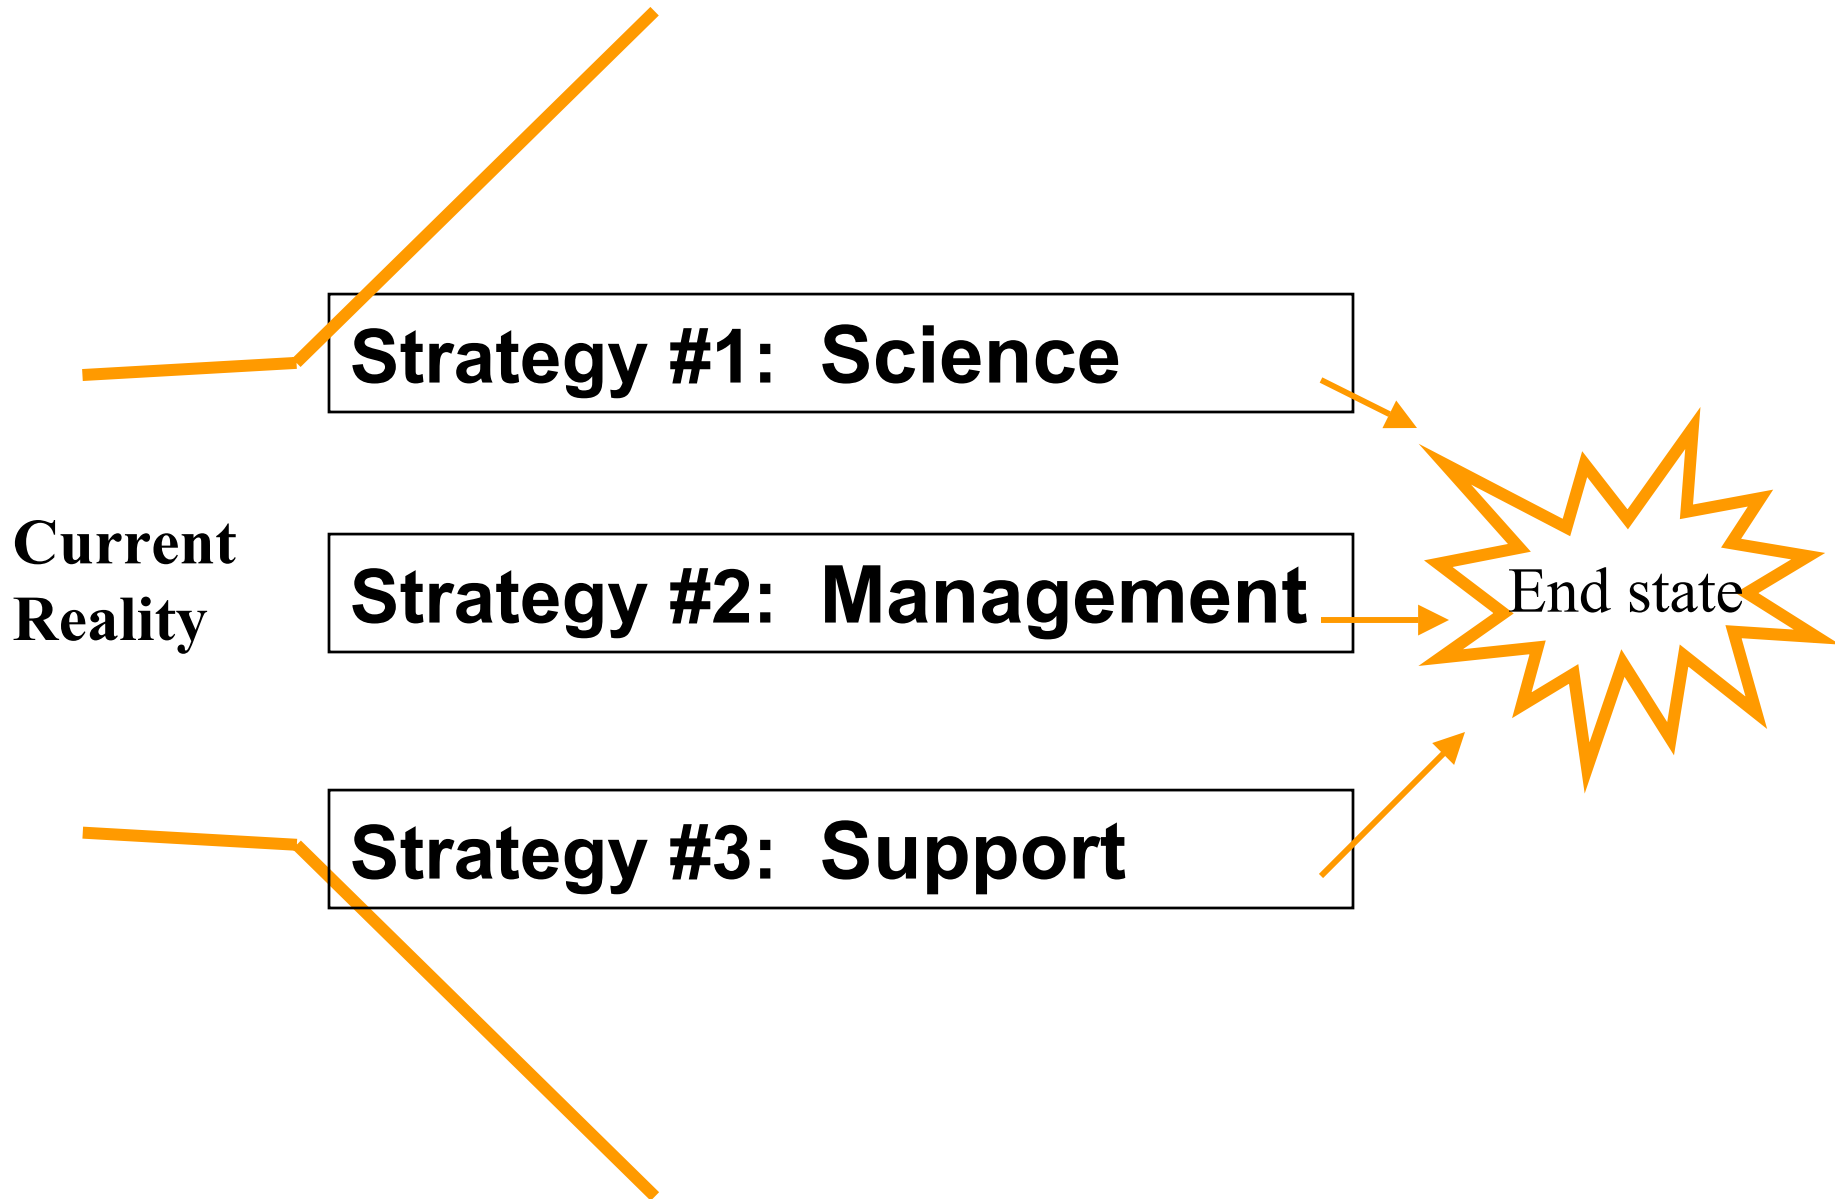 Strategy #1:  Science
Current
Reality
Strategy #2:  Management
End state
Strategy #3:  Support